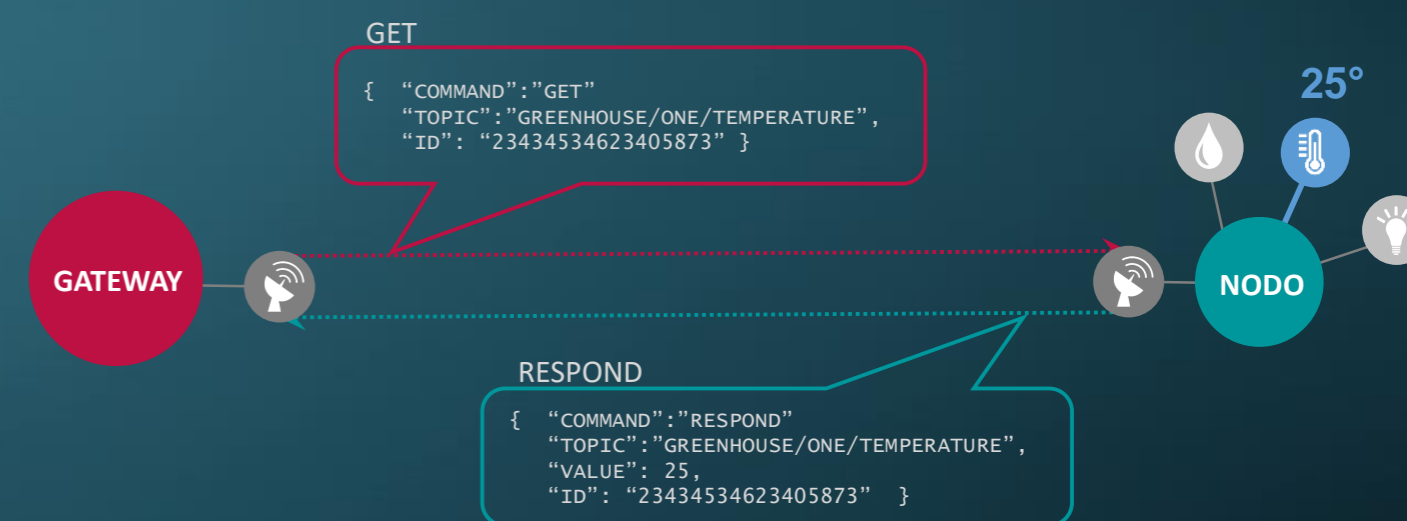 GET
{ “COMMAND”:”GET”
“TOPIC”:”GREENHOUSE/ONE/TEMPERATURE”,
“ID”: “23434534623405873” }
25°
GATEWAY
NODO
RESPOND
{ “COMMAND”:”RESPOND”
“TOPIC”:”GREENHOUSE/ONE/TEMPERATURE”,
“VALUE”: 25,
“ID”: “23434534623405873” }